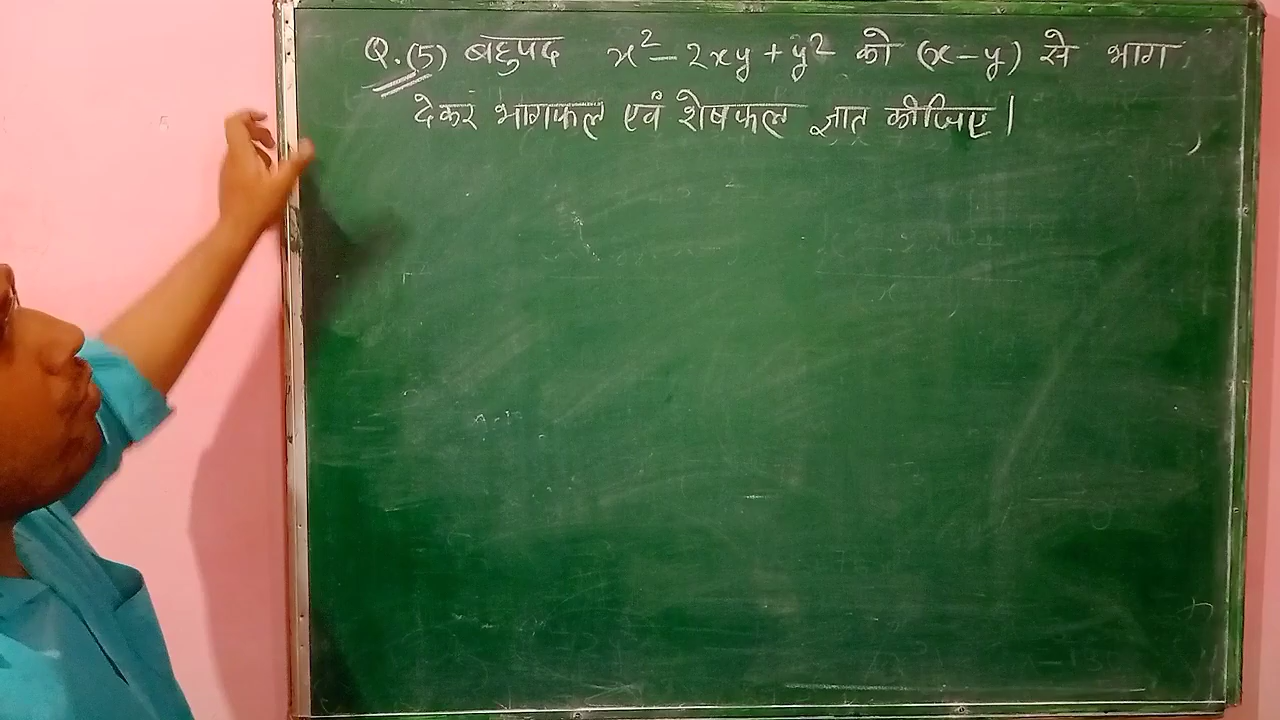 Q.(5) बहुपद x² - 2xy + y² को (x-y) से भाग
देकर भागफल एवं शेषफल ज्ञात कीजिए।